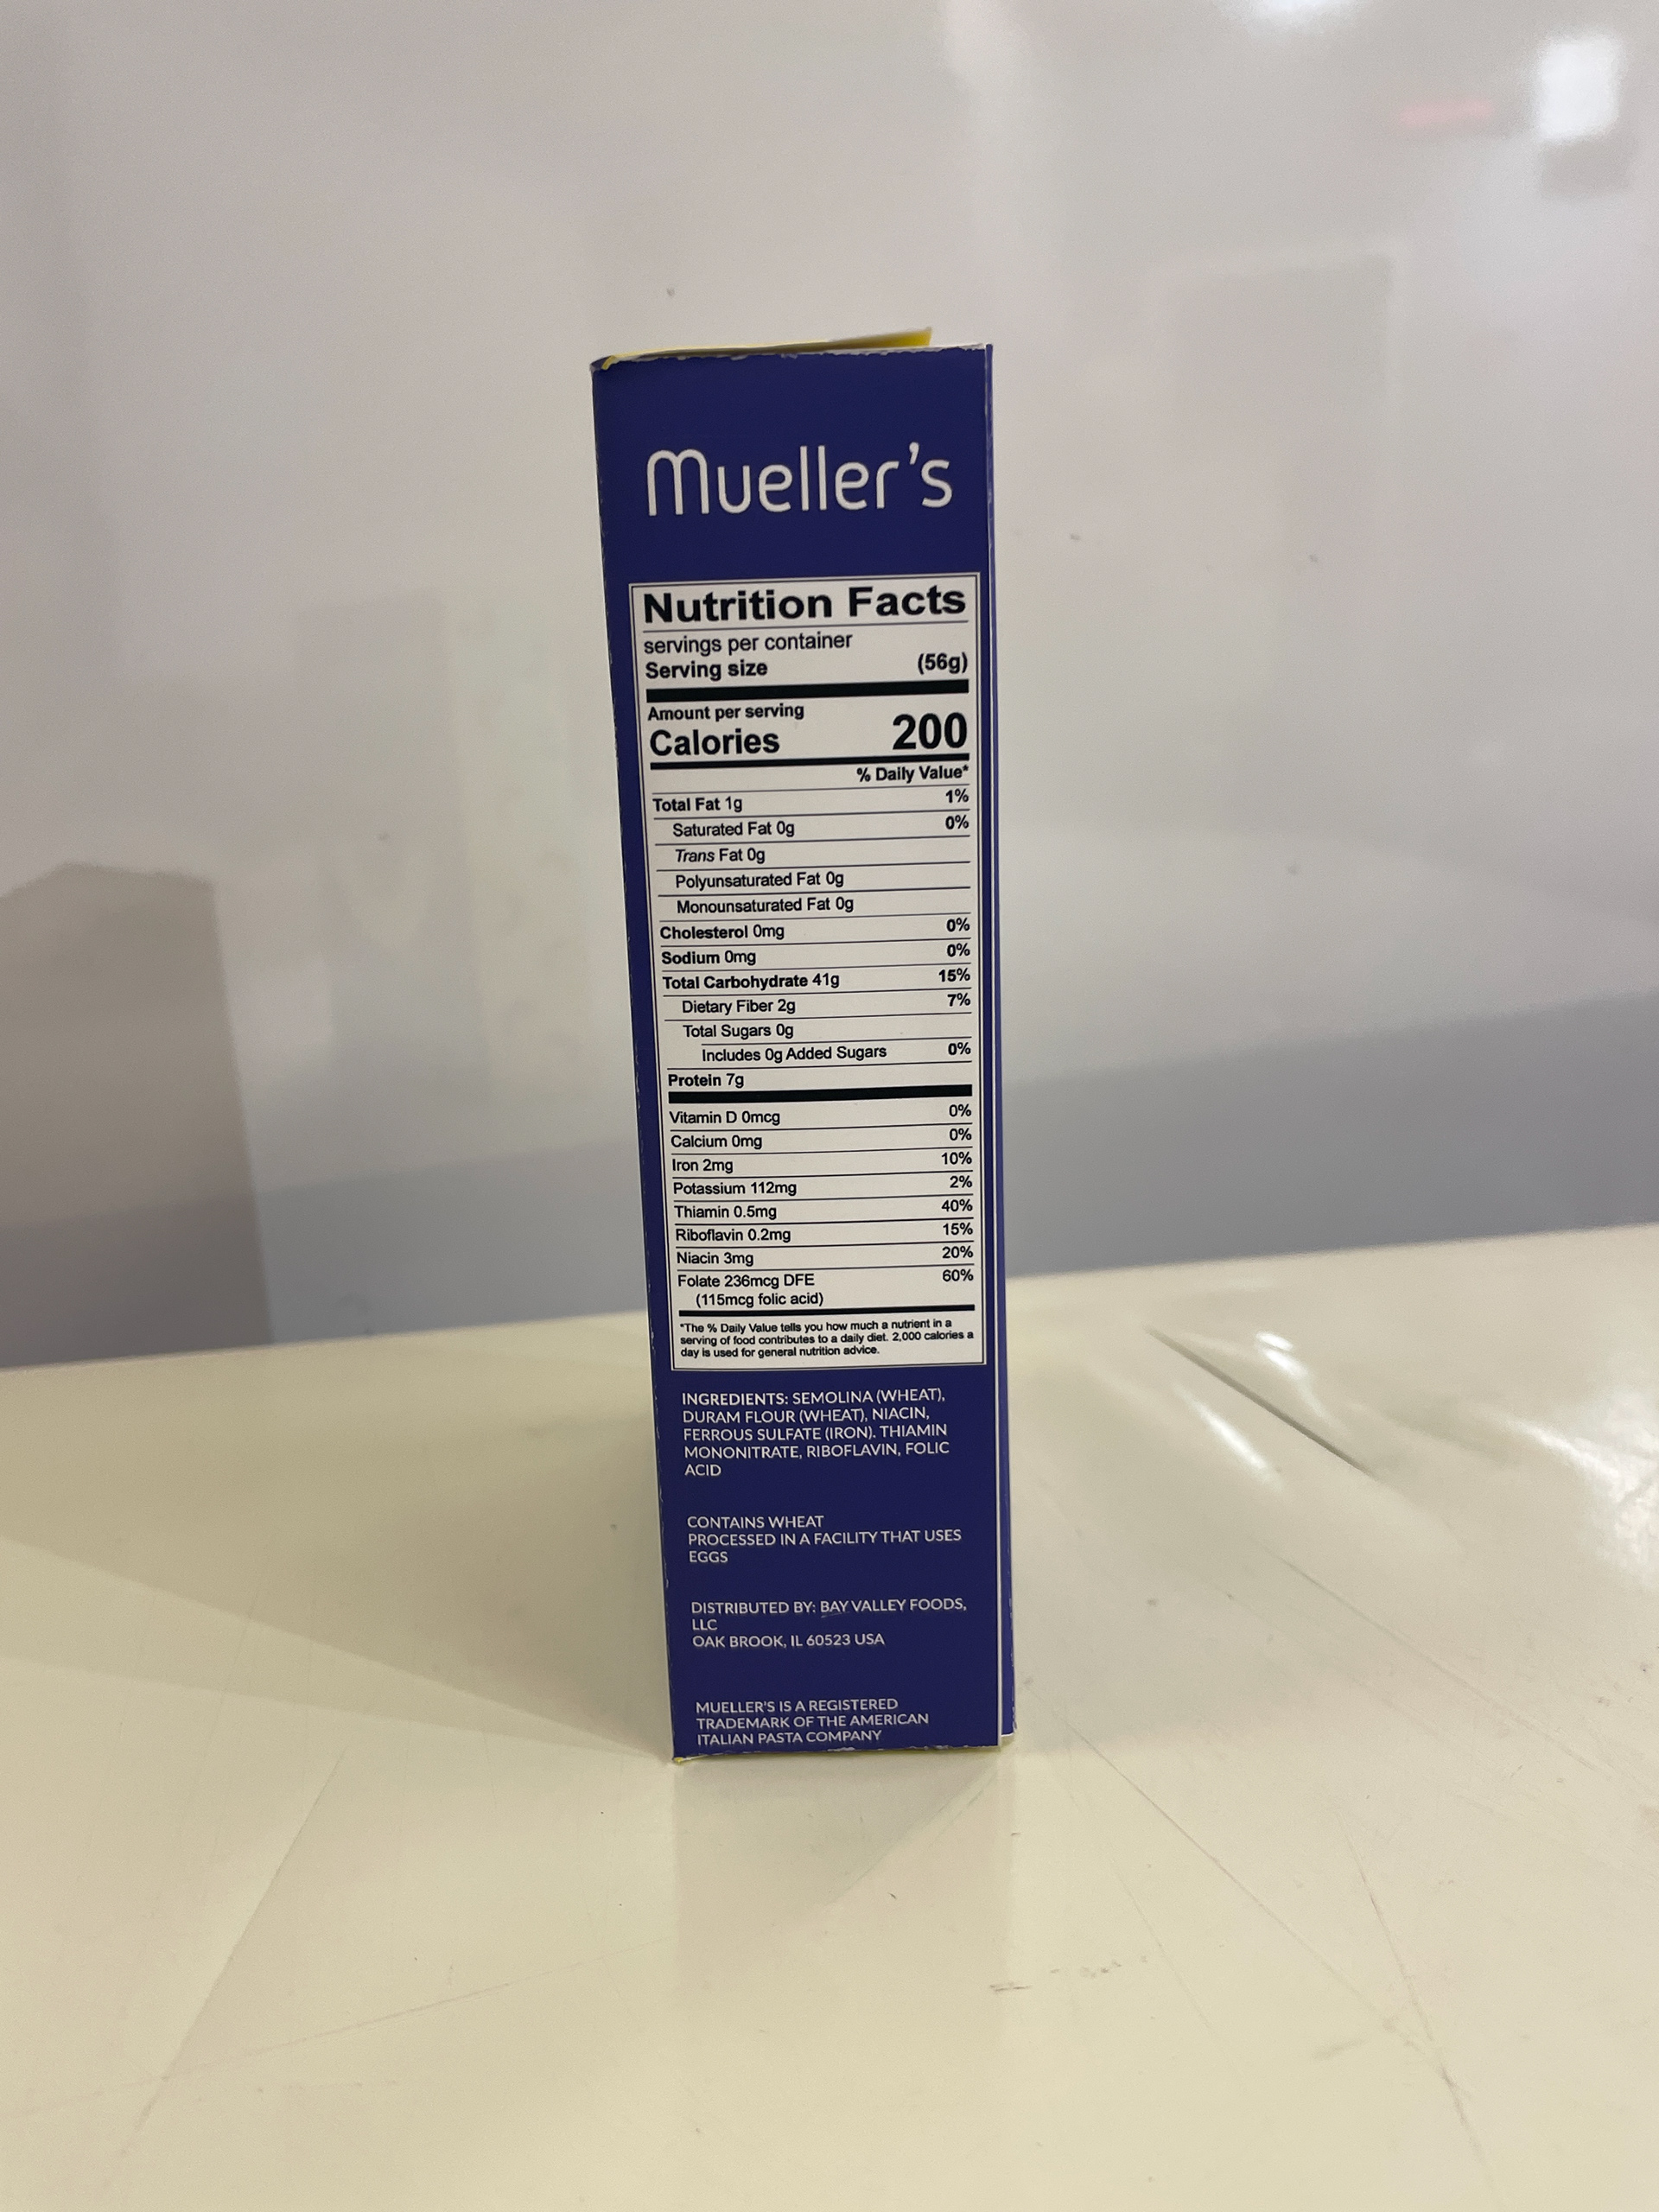 Mueller's
Nutrition Facts
servings per container
Serving size (56g)
Amount per serving
Calories 200
% Daily Value*
Total Fat 1g 1%
Saturated Fat 0g 0%
Trans Fat 0g
Polyunsaturated Fat 0g
Monounsaturated Fat 0g
Cholesterol 0mg 0%
Sodium 0mg 0%
Total Carbohydrate 41g 15%
Dietary Fiber 2g 7%
Total Sugars 0g
Includes 0g Added Sugars 0%
Protein 7g
Vitamin D 0mcg 0%
Calcium 0mg 0%
Iron 2mg 10%
Potassium 112mg 2%
Thiamin 0.5mg 40%
Riboflavin 0.2mg 15%
Niacin 3mg 20%
Folate 236mcg DFE 60%
(115mcg folic acid)
*The % Daily Value tells you how much a nutrient in a
serving of food contributes to a daily diet. 2,000 calories a
day is used for general nutrition advice.
INGREDIENTS: SEMOLINA (WHEAT),
DURAM FLOUR (WHEAT), NIACIN,
FERROUS SULFATE (IRON). THIAMIN
MONONITRATE, RIBOFLAVIN, FOLIC
ACID
CONTAINS WHEAT
PROCESSED IN A FACILITY THAT USES
EGGS
DISTRIBUTED BY: BAY VALLEY FOODS,
LLC
OAK BROOK, IL 60523 USA
MUELLER'S IS A REGISTERED
TRADEMARK OF THE AMERICAN
ITALIAN PASTA COMPANY